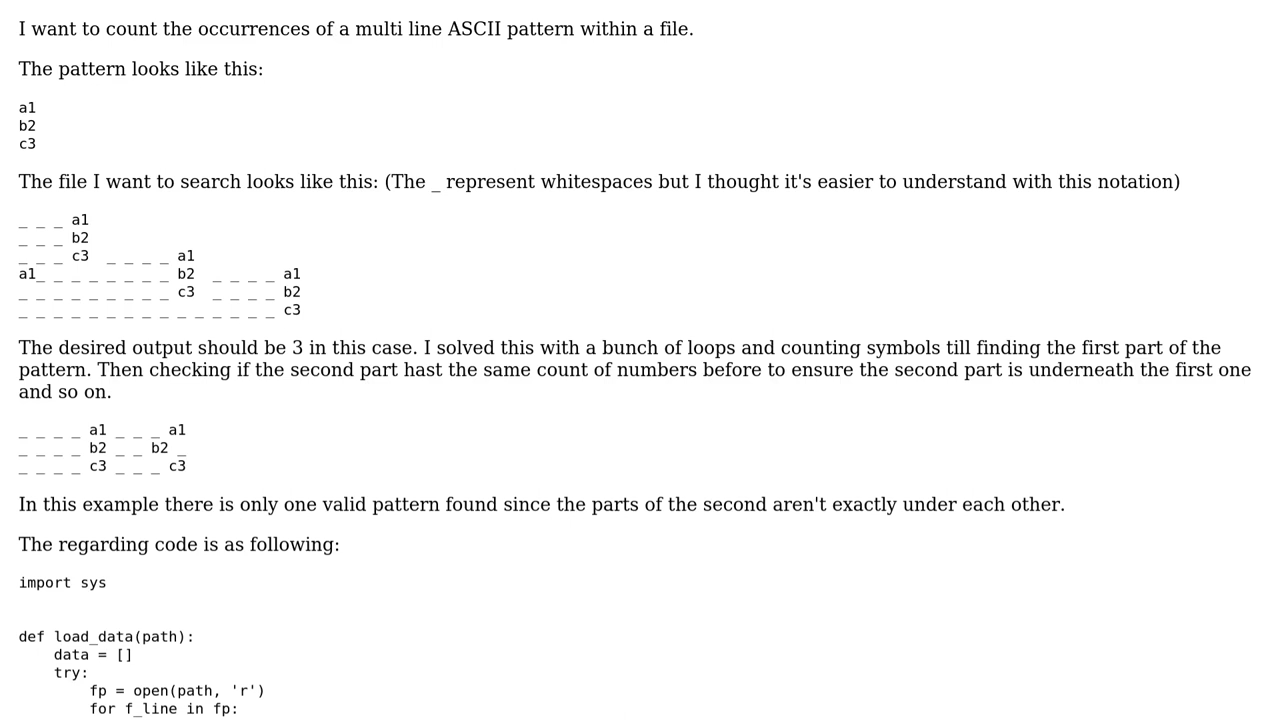 I want to count the occurrences of a multi line ASCII pattern within a file.
The pattern looks like this:
a1
b2
c3
The file I want to search looks like this: (The _ represent whitespaces but I thought it's easier to understand with this notation)
_ _ _ a1
_ _ _ b2
_ _ _ c3  _ _ _ _ a1
a1_ _ _ _ _ _ _ _ b2  _ _ _ _ a1
_ _ _ _ _ _ _ _ _ c3  _ _ _ _ b2
_ _ _ _ _ _ _ _ _ _ _ _ _ _ _ c3
The desired output should be 3 in this case. I solved this with a bunch of loops and counting symbols till finding the first part of the
pattern. Then checking if the second part hast the same count of numbers before to ensure the second part is underneath the first one
and so on.
_ _ _ _ a1 _ _ _ a1
_ _ _ _ b2 _ _ b2 _
_ _ _ _ c3 _ _ _ c3
In this example there is only one valid pattern found since the parts of the second aren't exactly under each other.
The regarding code is as following:
import sys
def load_data(path):
    data = []
    try:
        fp = open(path, 'r')
        for f_line in fp: